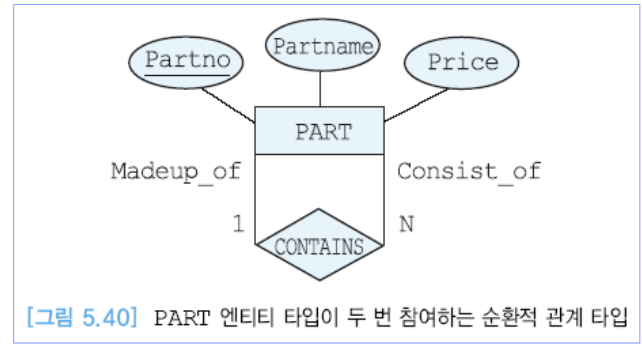 Partno
Partname
Price
PART
Madeup_of
Consist_of
1
N
CONTAINS
[그림 5.40] PART 엔티티 타입이 두 번 참여하는 순환적 관계 타입